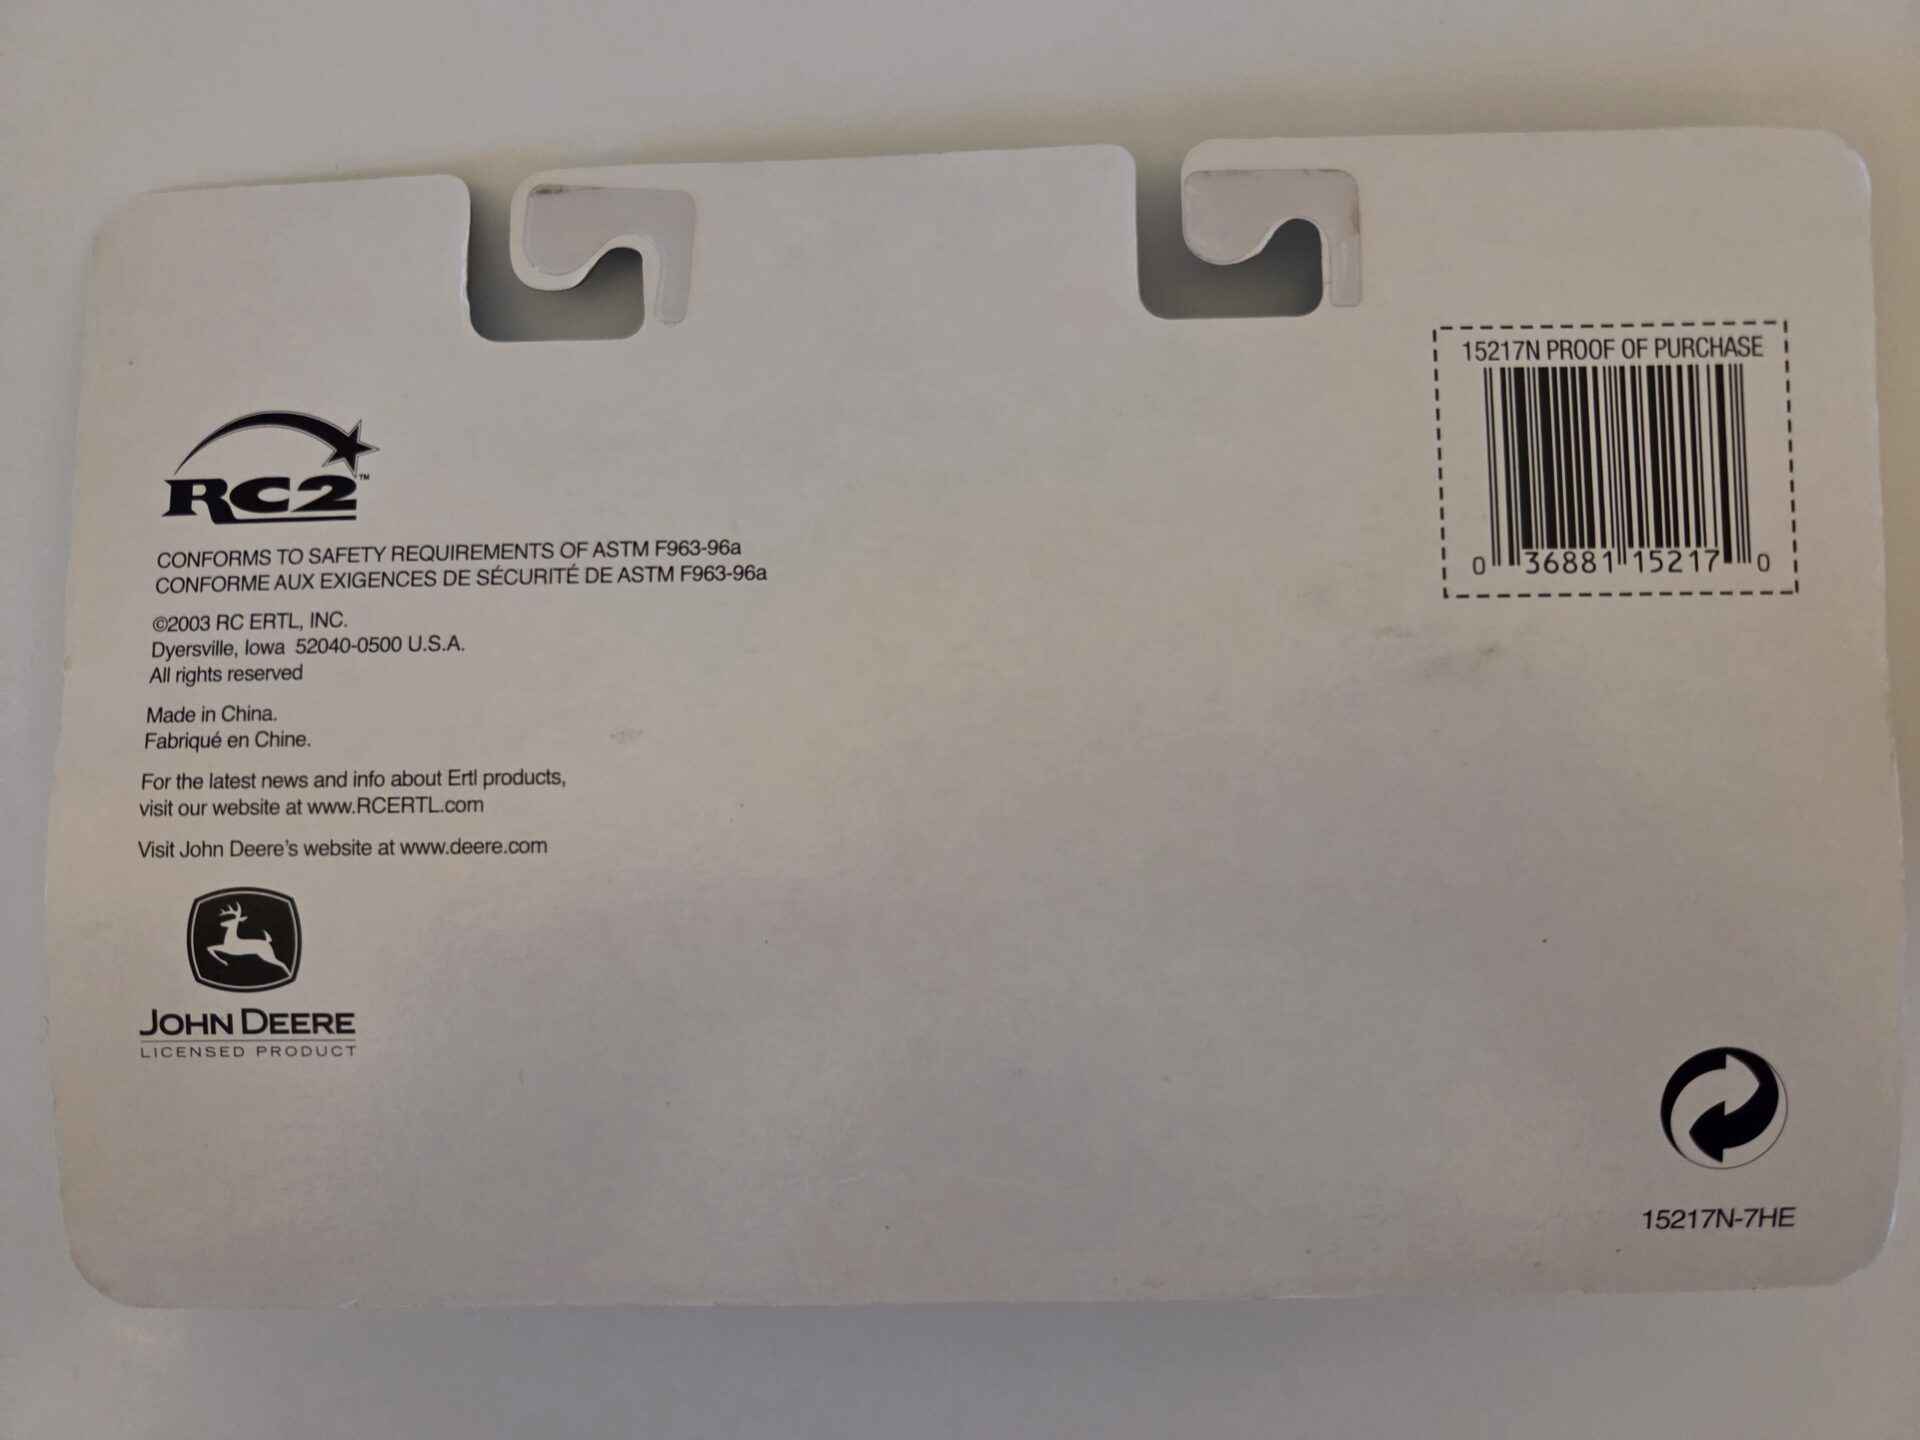 15217N PROOF OF PURCHASE
0 36881 15217 0
RC2™
CONFORMS TO SAFETY REQUIREMENTS OF ASTM F963-96a
CONFORME AUX EXIGENCES DE SÉCURITÉ DE ASTM F963-96a
©2003 RC ERTL, INC.
Dyersville, Iowa 52040-0500 U.S.A.
All rights reserved
Made in China.
Fabriqué en Chine.
For the latest news and info about Ertl products,
visit our website at www.RCERTL.com
Visit John Deere's website at www.deere.com
JOHN DEERE
LICENSED PRODUCT
15217N-7HE